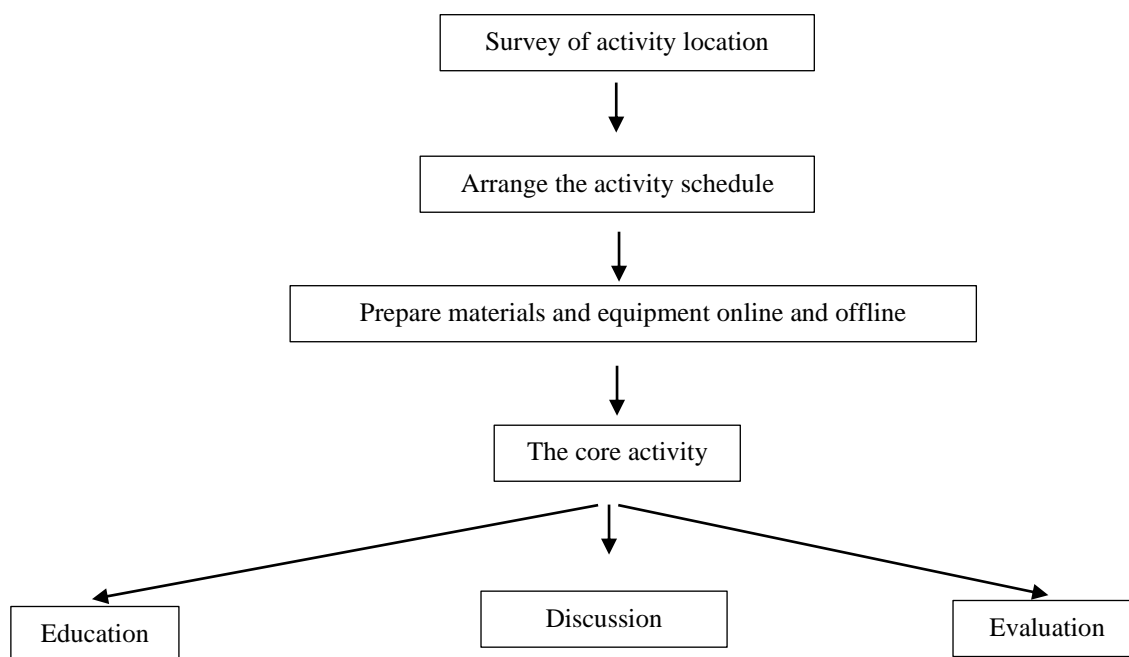 Survey of activity location
Arrange the activity schedule
Prepare materials and equipment online and offline
The core activity
Education
Discussion
Evaluation